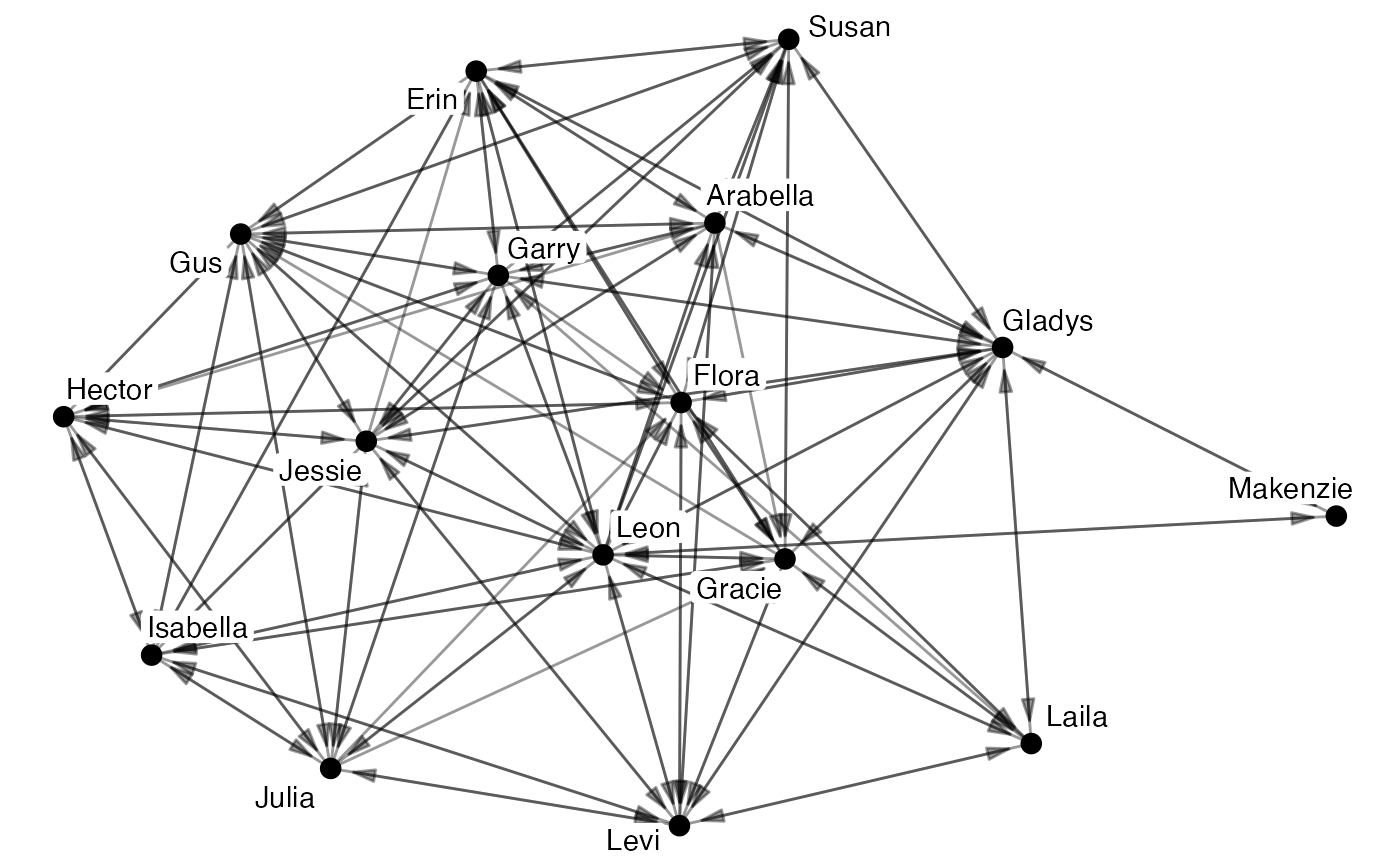 Susan
Erin
Arabella
Garry
Gus
Gladys
Flora
Hector
Jessie
Makenzie
Leon
Gracie
Isabella
Laila
Julia
Levi